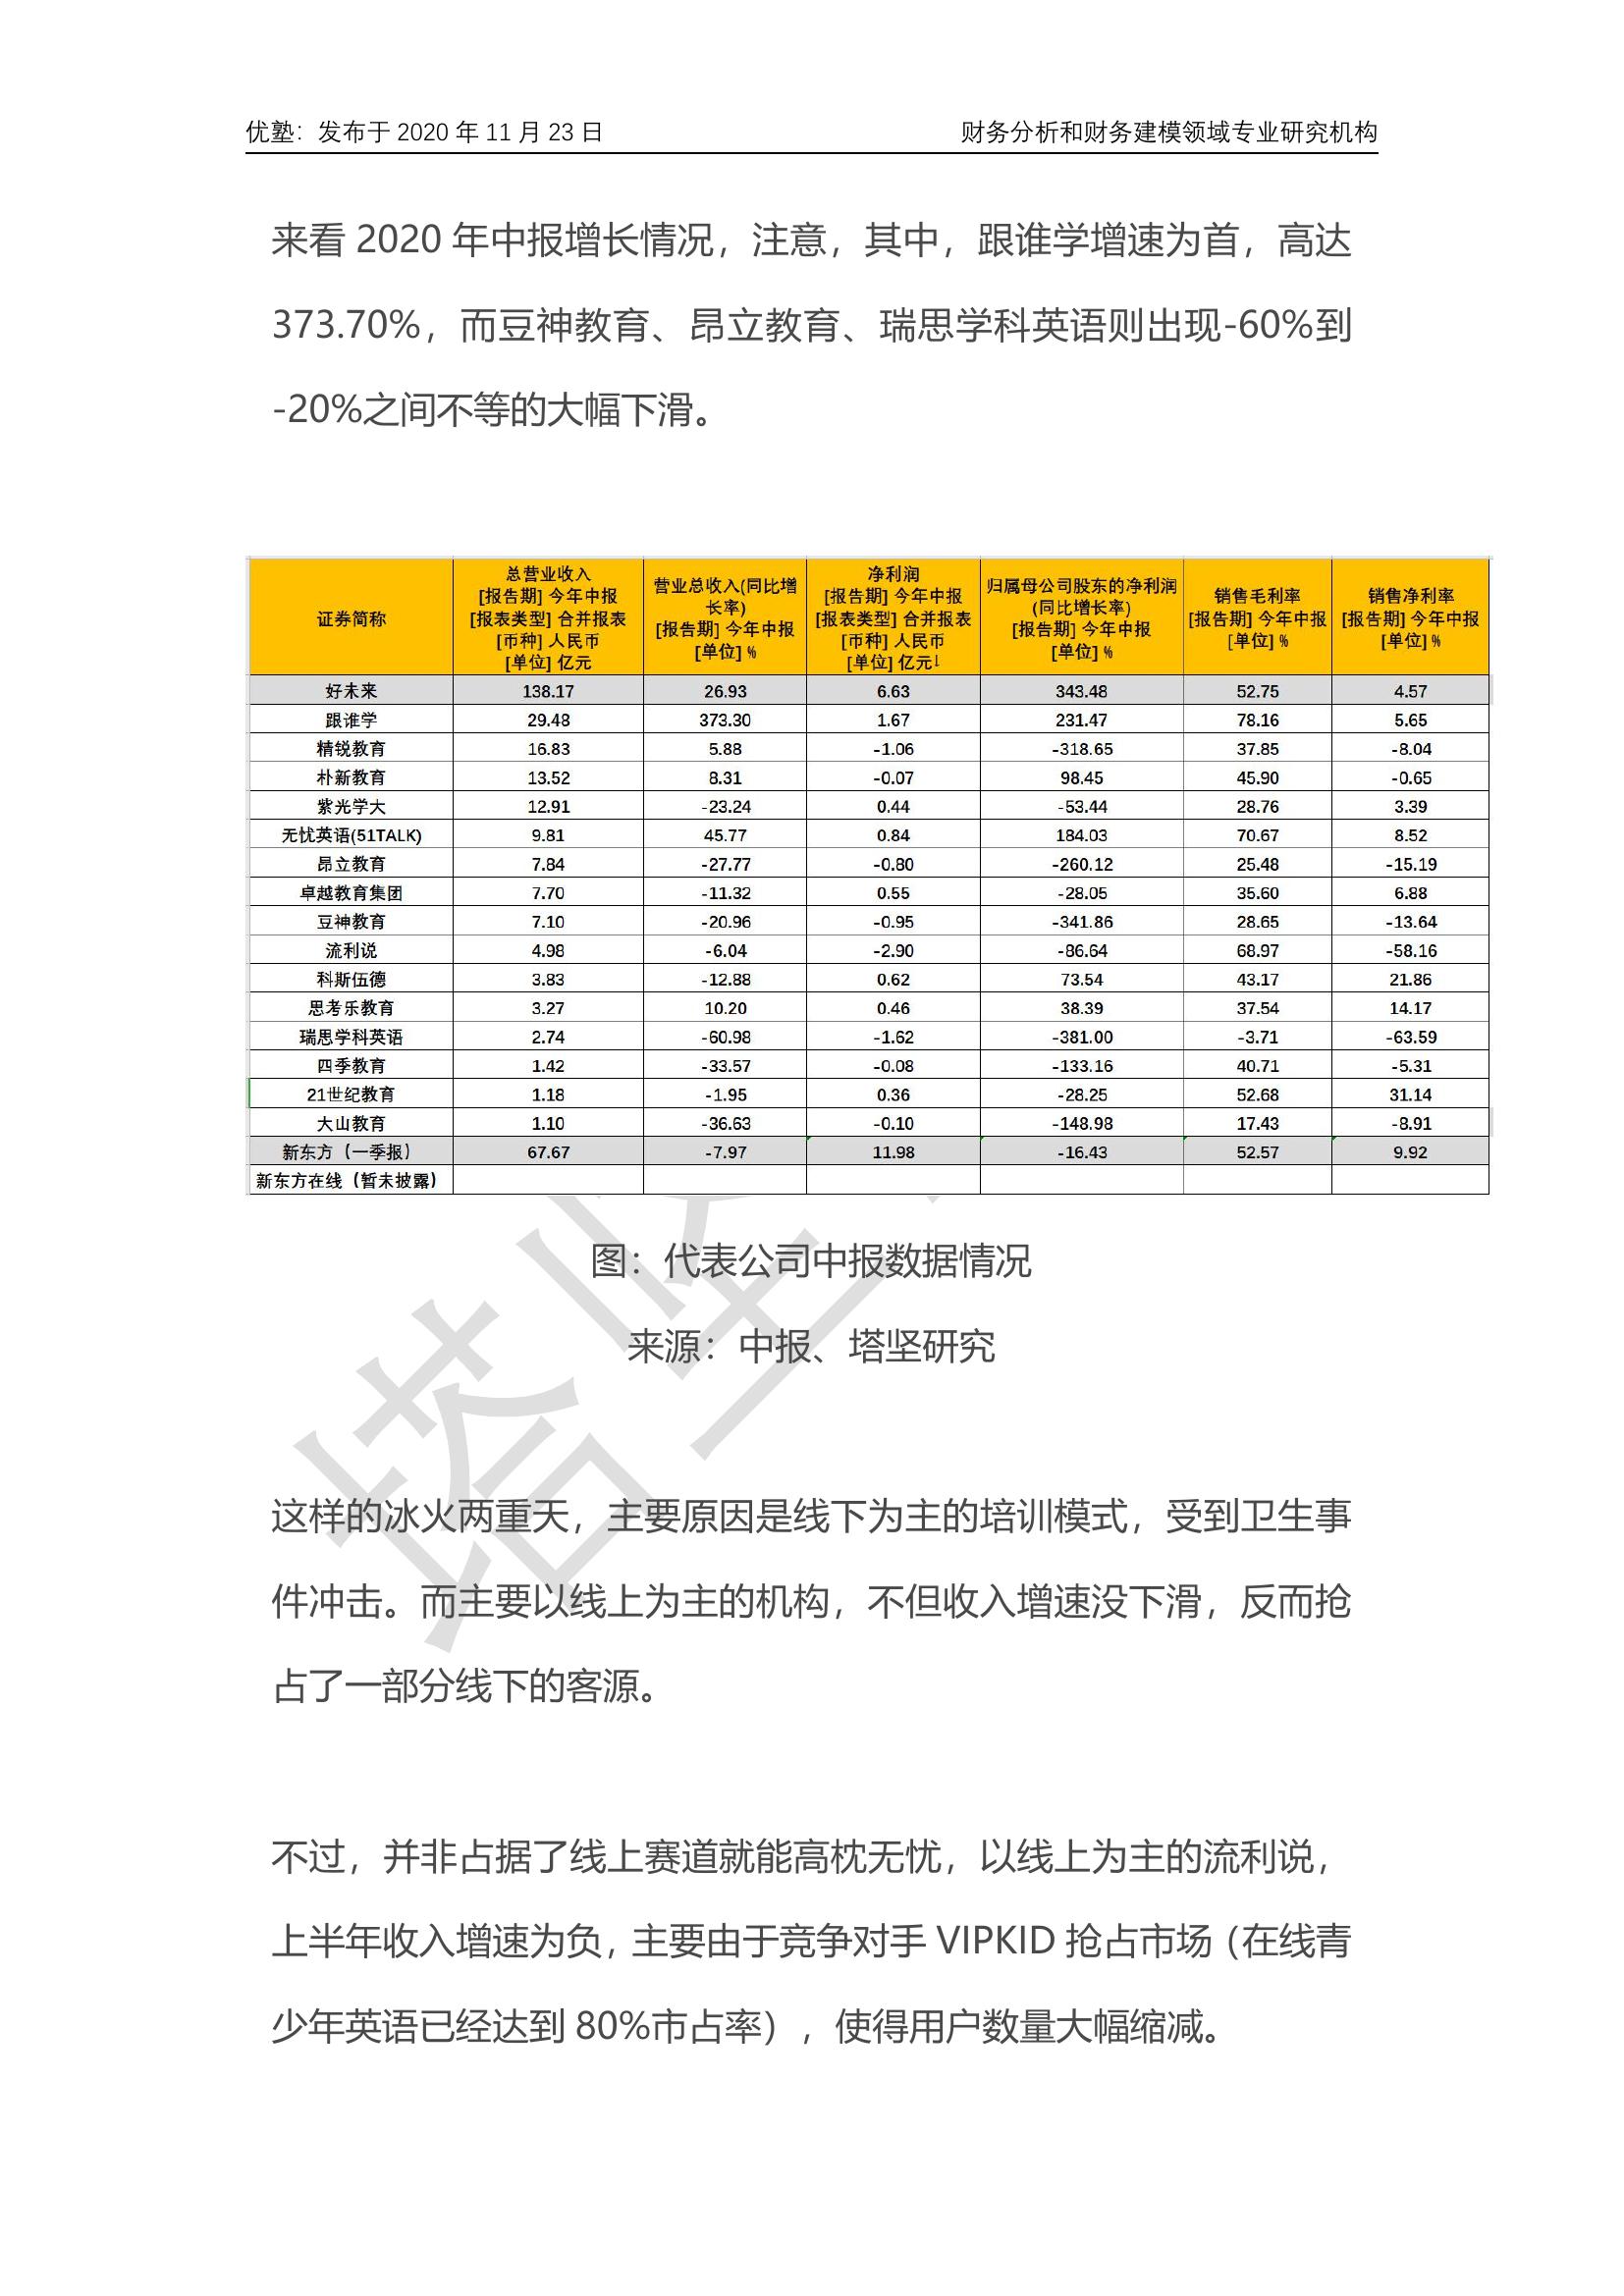 优塾：发布于 2020 年 11 月 23 日 财务分析和财务建模领域专业研究机构
来看 2020 年中报增长情况，注意，其中，跟谁学增速为首，高达
373.70%，而豆神教育、昂立教育、瑞思学科英语则出现-60%到
-20%之间不等的大幅下滑。
证券简称 总营业收入 [报告期] 今年中报 [报表类型] 合并报表 [币种] 人民币 [单位] 亿元 营业总收入(同比增长率) [报告期] 今年中报 [单位] % 净利润 [报告期] 今年中报 [报表类型] 合并报表 [币种] 人民币 [单位] 亿元 归属母公司股东的净利润(同比增长率) [报告期] 今年中报 [单位] % 销售毛利率 [报告期] 今年中报 [单位] % 销售净利率 [报告期] 今年中报 [单位] %
好未来 138.17 26.93 6.63 343.48 52.75 4.57
跟谁学 29.48 373.30 1.67 231.47 78.16 5.65
精锐教育 16.83 5.88 -1.06 -318.65 37.85 -8.04
朴新教育 13.52 8.31 -0.07 98.45 45.90 -0.65
紫光学大 12.91 -23.24 0.44 -53.44 28.76 3.39
无忧英语(51TALK) 9.81 45.77 0.84 184.03 70.67 8.52
昂立教育 7.84 -27.77 -0.80 -260.12 25.48 -15.19
卓越教育集团 7.70 -11.32 0.55 -28.05 35.60 6.88
豆神教育 7.10 -20.96 -0.95 -341.86 28.65 -13.64
流利说 4.98 -6.04 -2.90 -86.64 68.97 -58.16
科斯伍德 3.83 -12.88 0.62 73.54 43.17 21.86
思考乐教育 3.27 10.20 0.46 38.39 37.54 14.17
瑞思学科英语 2.74 -60.98 -1.62 -381.00 -3.71 -63.59
四季教育 1.42 -33.57 -0.08 -133.16 40.71 -5.31
21世纪教育 1.18 -1.95 0.36 -28.25 52.68 31.14
大山教育 1.10 -36.63 -0.10 -148.98 17.43 -8.91
新东方（一季报） 67.67 -7.97 11.98 -16.43 52.57 9.92
新东方在线（暂未披露）
图：代表公司中报数据情况
来源：中报、塔坚研究
这样的冰火两重天，主要原因是线下为主的培训模式，受到卫生事
件冲击。而主要以线上为主的机构，不但收入增速没下滑，反而抢
占了一部分线下的客源。
不过，并非占据了线上赛道就能高枕无忧，以线上为主的流利说，
上半年收入增速为负，主要由于竞争对手 VIPKID 抢占市场（在线青
少年英语已经达到 80%市占率），使得用户数量大幅缩减。
塔坚